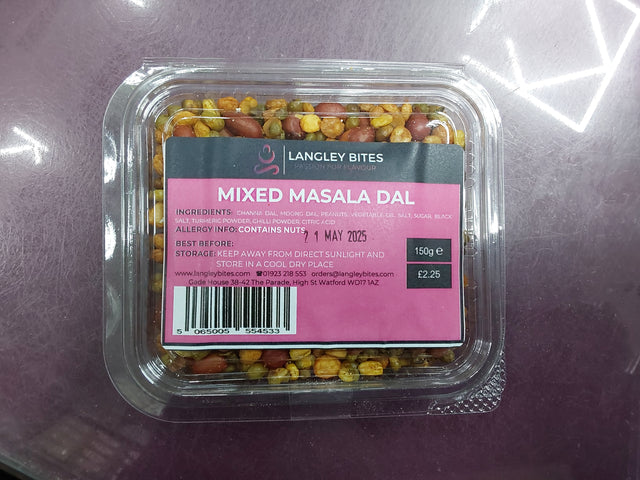 LANGLEY BITES
PASSION FOR FLAVOUR
MIXED MASALA DAL
INGREDIENTS: CHANNA DAL, MOONG DAL, PEANUTS, VEGETABLE OIL, SALT, SUGAR, BLACK
SALT, TURMERIC POWDER, CHILLI POWDER, CITRIC ACID
ALLERGY INFO: CONTAINS NUTS
1 MAY 2025
BEST BEFORE:
STORAGE: KEEP AWAY FROM DIRECT SUNLIGHT AND
STORE IN A COOL DRY PLACE
150g e
£2.25
www.langleybites.com ☎01923 218 553 orders@langleybites.com
Gade House 38-42 The Parade, High St Watford WD17 1AZ
5 065005 554533